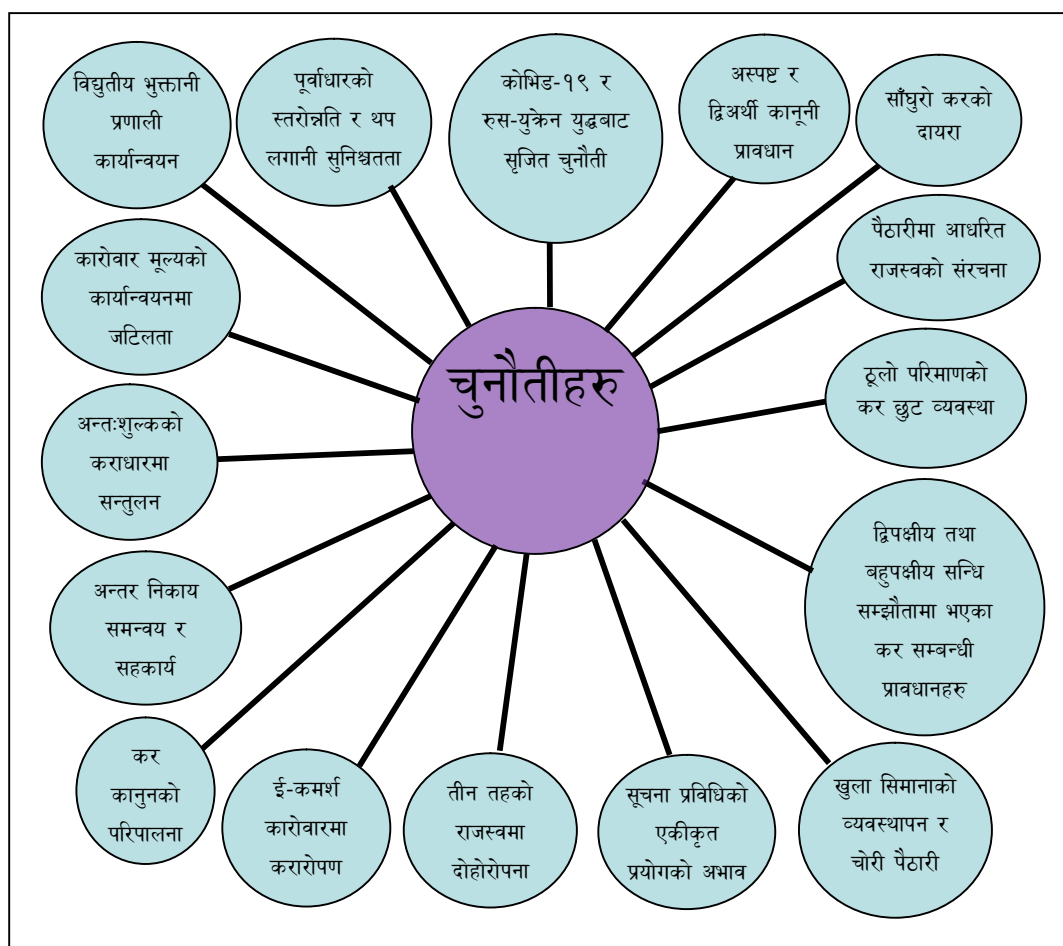 विद्युतीय भुक्तानी
प्रणाली
कार्यान्वयन
पूर्वाधारको
स्तरोन्नति र थप
लगानी सुनिश्चतता
कोभिड-१९ र
रुस-युक्रेन युद्धबाट
सृजित चुनौती
अस्पष्ट र
द्विअर्थी कानूनी
प्रावधान
साँघुरो करको
दायरा
पैठारीमा आधरित
राजस्वको संरचना
ठूलो परिमाणको
कर छुट व्यवस्था
द्विपक्षीय तथा
बहुपक्षीय सन्धि
सम्झौतामा भएका
कर सम्बन्धी
प्रावधानहरु
खुला सिमानाको
व्यवस्थापन र
चोरी पैठारी
सूचना प्रविधिको
एकीकृत
प्रयोगको अभाव
तीन तहको
राजस्वमा
दोहोरोपना
ई-कमर्श
कारोवारमा
करारोपण
कर
कानुनको
परिपालना
अन्तर निकाय
समन्वय र
सहकार्य
अन्तःशुल्कको
कराधारमा
सन्तुलन
कारोवार मूल्यको
कार्यान्वयनमा
जटिलता
चुनौतीहरु